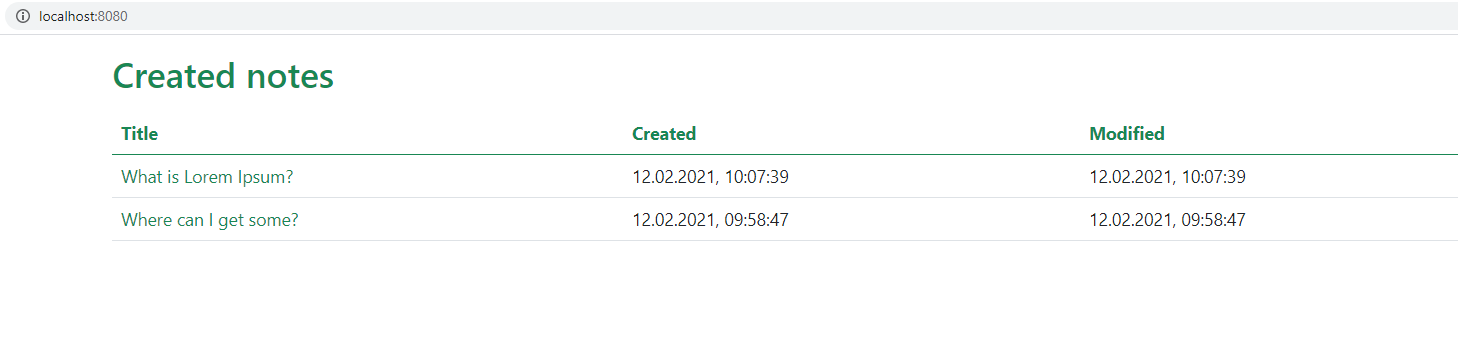 localhost:8080
Created notes
Title Created Modified
What is Lorem Ipsum? 12.02.2021, 10:07:39 12.02.2021, 10:07:39
Where can I get some? 12.02.2021, 09:58:47 12.02.2021, 09:58:47